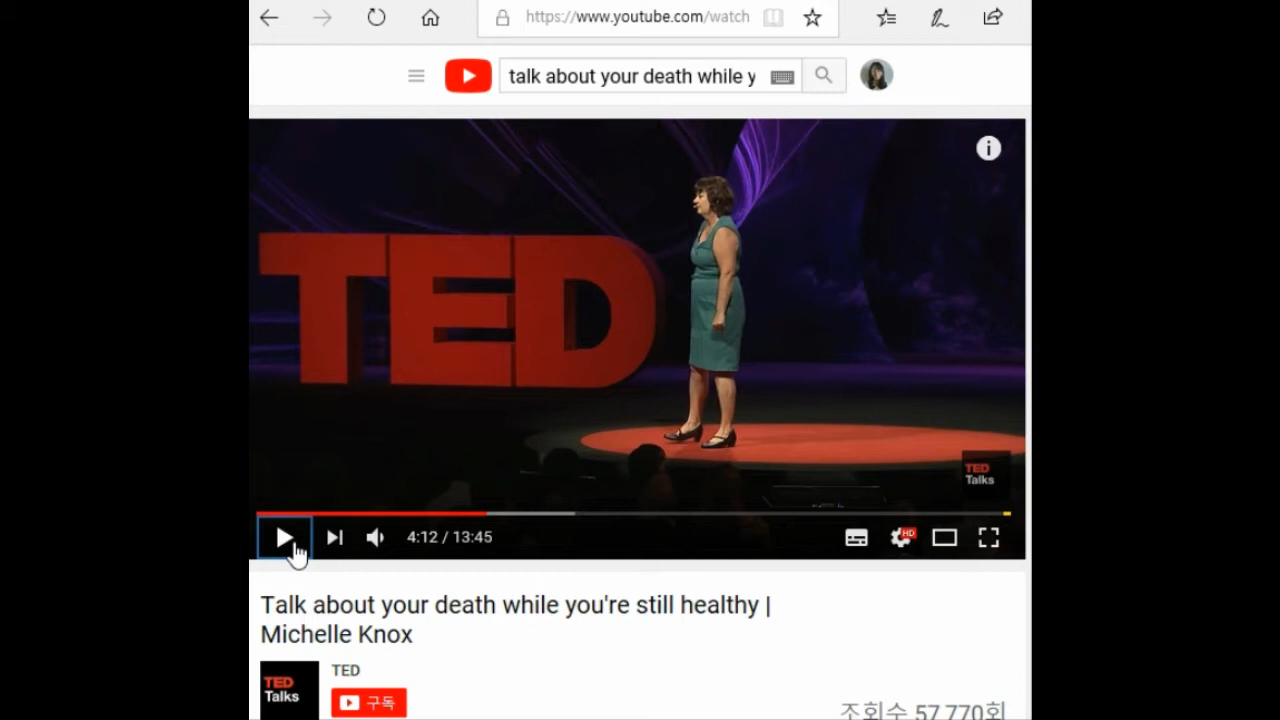 https://www.youtube.com/watch
talk about your death while y
TED
TED
Talks
HD
4:12 / 13:45
Talk about your death while you're still healthy |
Michelle Knox
TED
Talks
TED
구독
조회수 57,770회